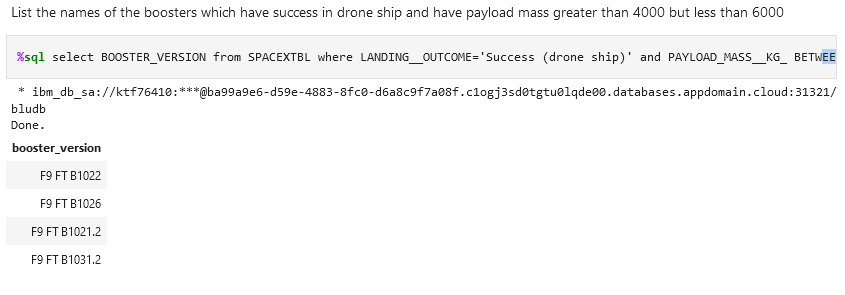 List the names of the boosters which have success in drone ship and have payload mass greater than 4000 but less than 6000
%sql select BOOSTER_VERSION from SPACEXTBL where LANDING__OUTCOME='Success (drone ship)' and PAYLOAD_MASS__KG_ BETWEE
* ibm_db_sa://ktf76410:***@ba99a9e6-d59e-4883-8fc0-d6a8c9f7a08f.c1ogj3sd0tgtu0lqde00.databases.appdomain.cloud:31321/
bludb
Done.
booster_version
F9 FT B1022
F9 FT B1026
F9 FT B1021.2
F9 FT B1031.2